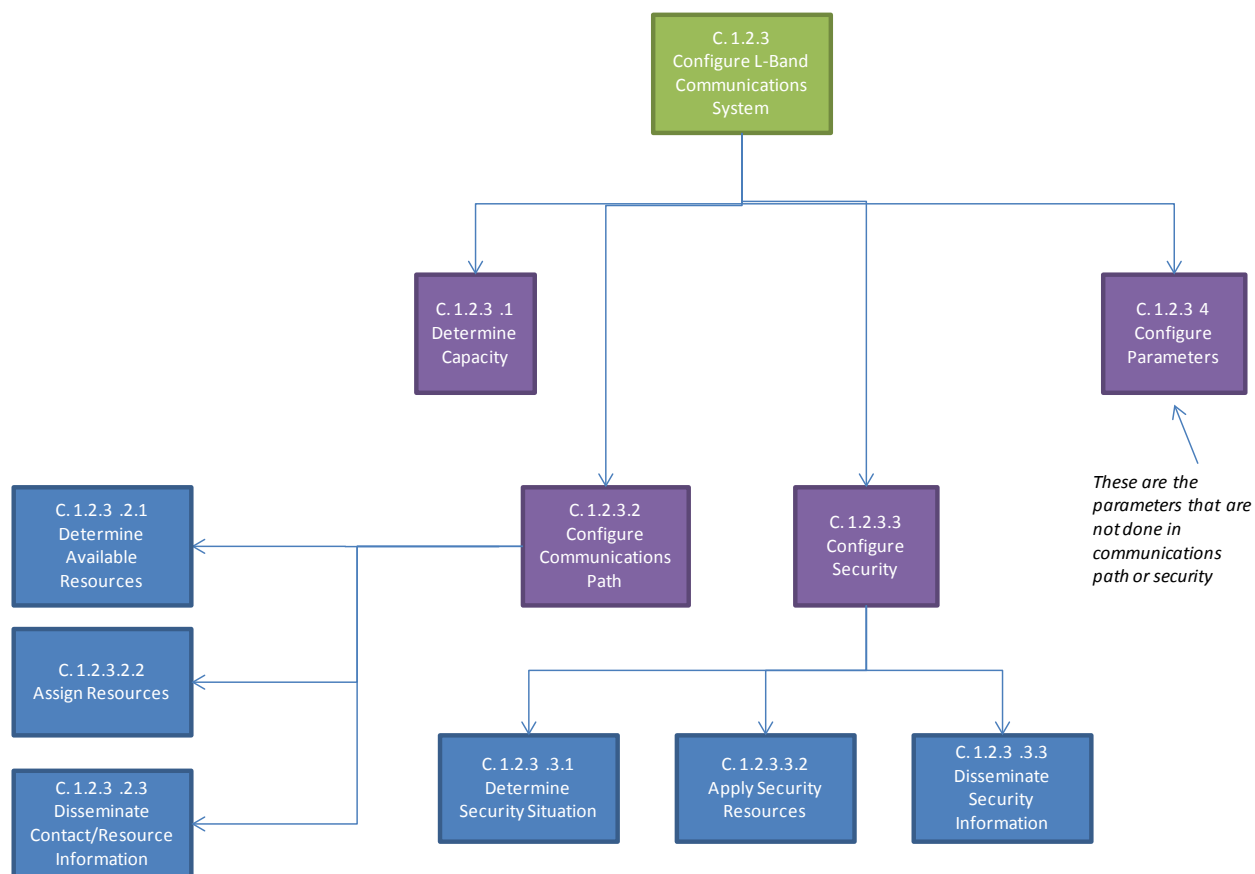 C. 1.2.3
Configure L-Band
Communications
System
C. 1.2.3 .1
Determine
Capacity
C. 1.2.3 4
Configure
Parameters
These are the
parameters that are
not done in
communications
path or security
C. 1.2.3 .2.1
Determine
Available
Resources
C. 1.2.3.2
Configure
Communications
Path
C. 1.2.3.3
Configure
Security
C. 1.2.3.2.2
Assign Resources
C. 1.2.3 .2.3
Disseminate
Contact/Resource
Information
C. 1.2.3 .3.1
Determine
Security Situation
C. 1.2.3.3.2
Apply Security
Resources
C. 1.2.3 .3.3
Disseminate
Security
Information